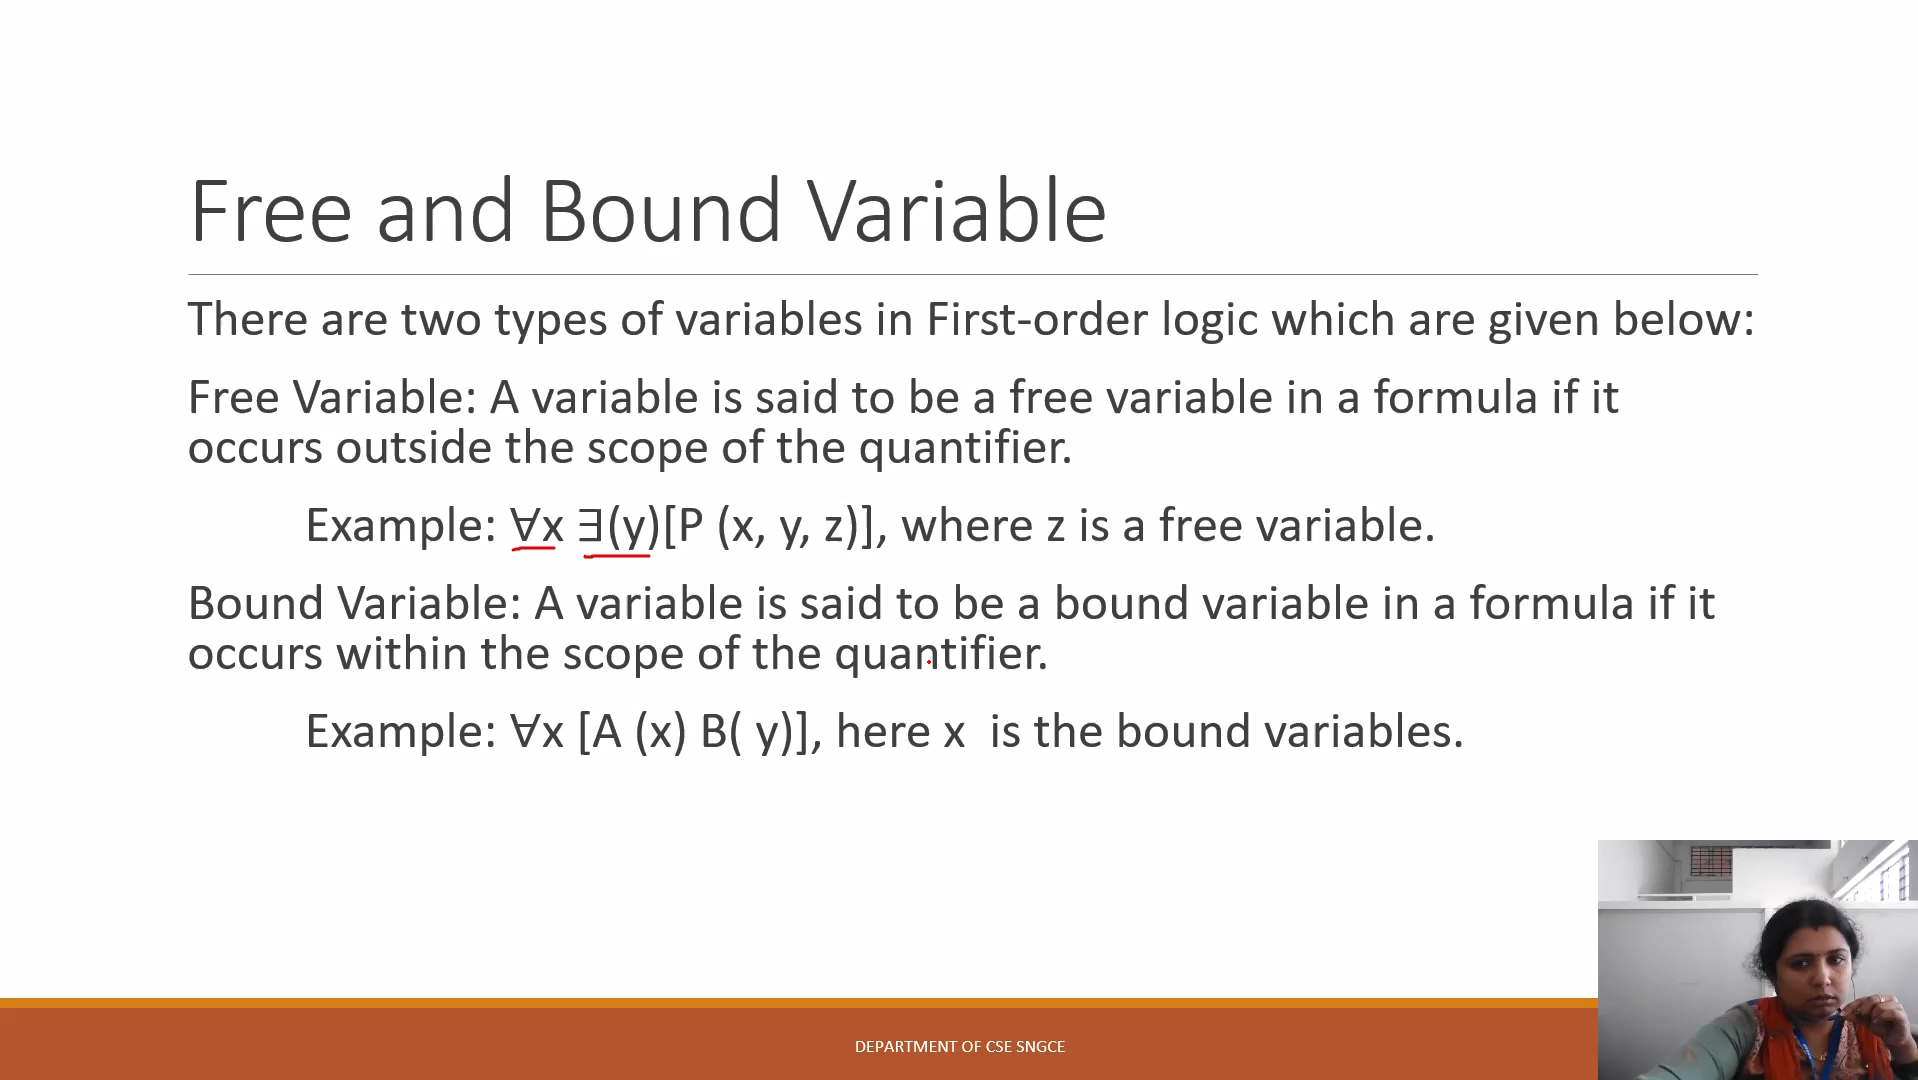 Free and Bound Variable
There are two types of variables in First-order logic which are given below:
Free Variable: A variable is said to be a free variable in a formula if it
occurs outside the scope of the quantifier.
Example: ∀x ∃(y)[P (x, y, z)], where z is a free variable.
Bound Variable: A variable is said to be a bound variable in a formula if it
occurs within the scope of the quantifier.
Example: ∀x [A (x) B( y)], here x  is the bound variables.
DEPARTMENT OF CSE SNGCE